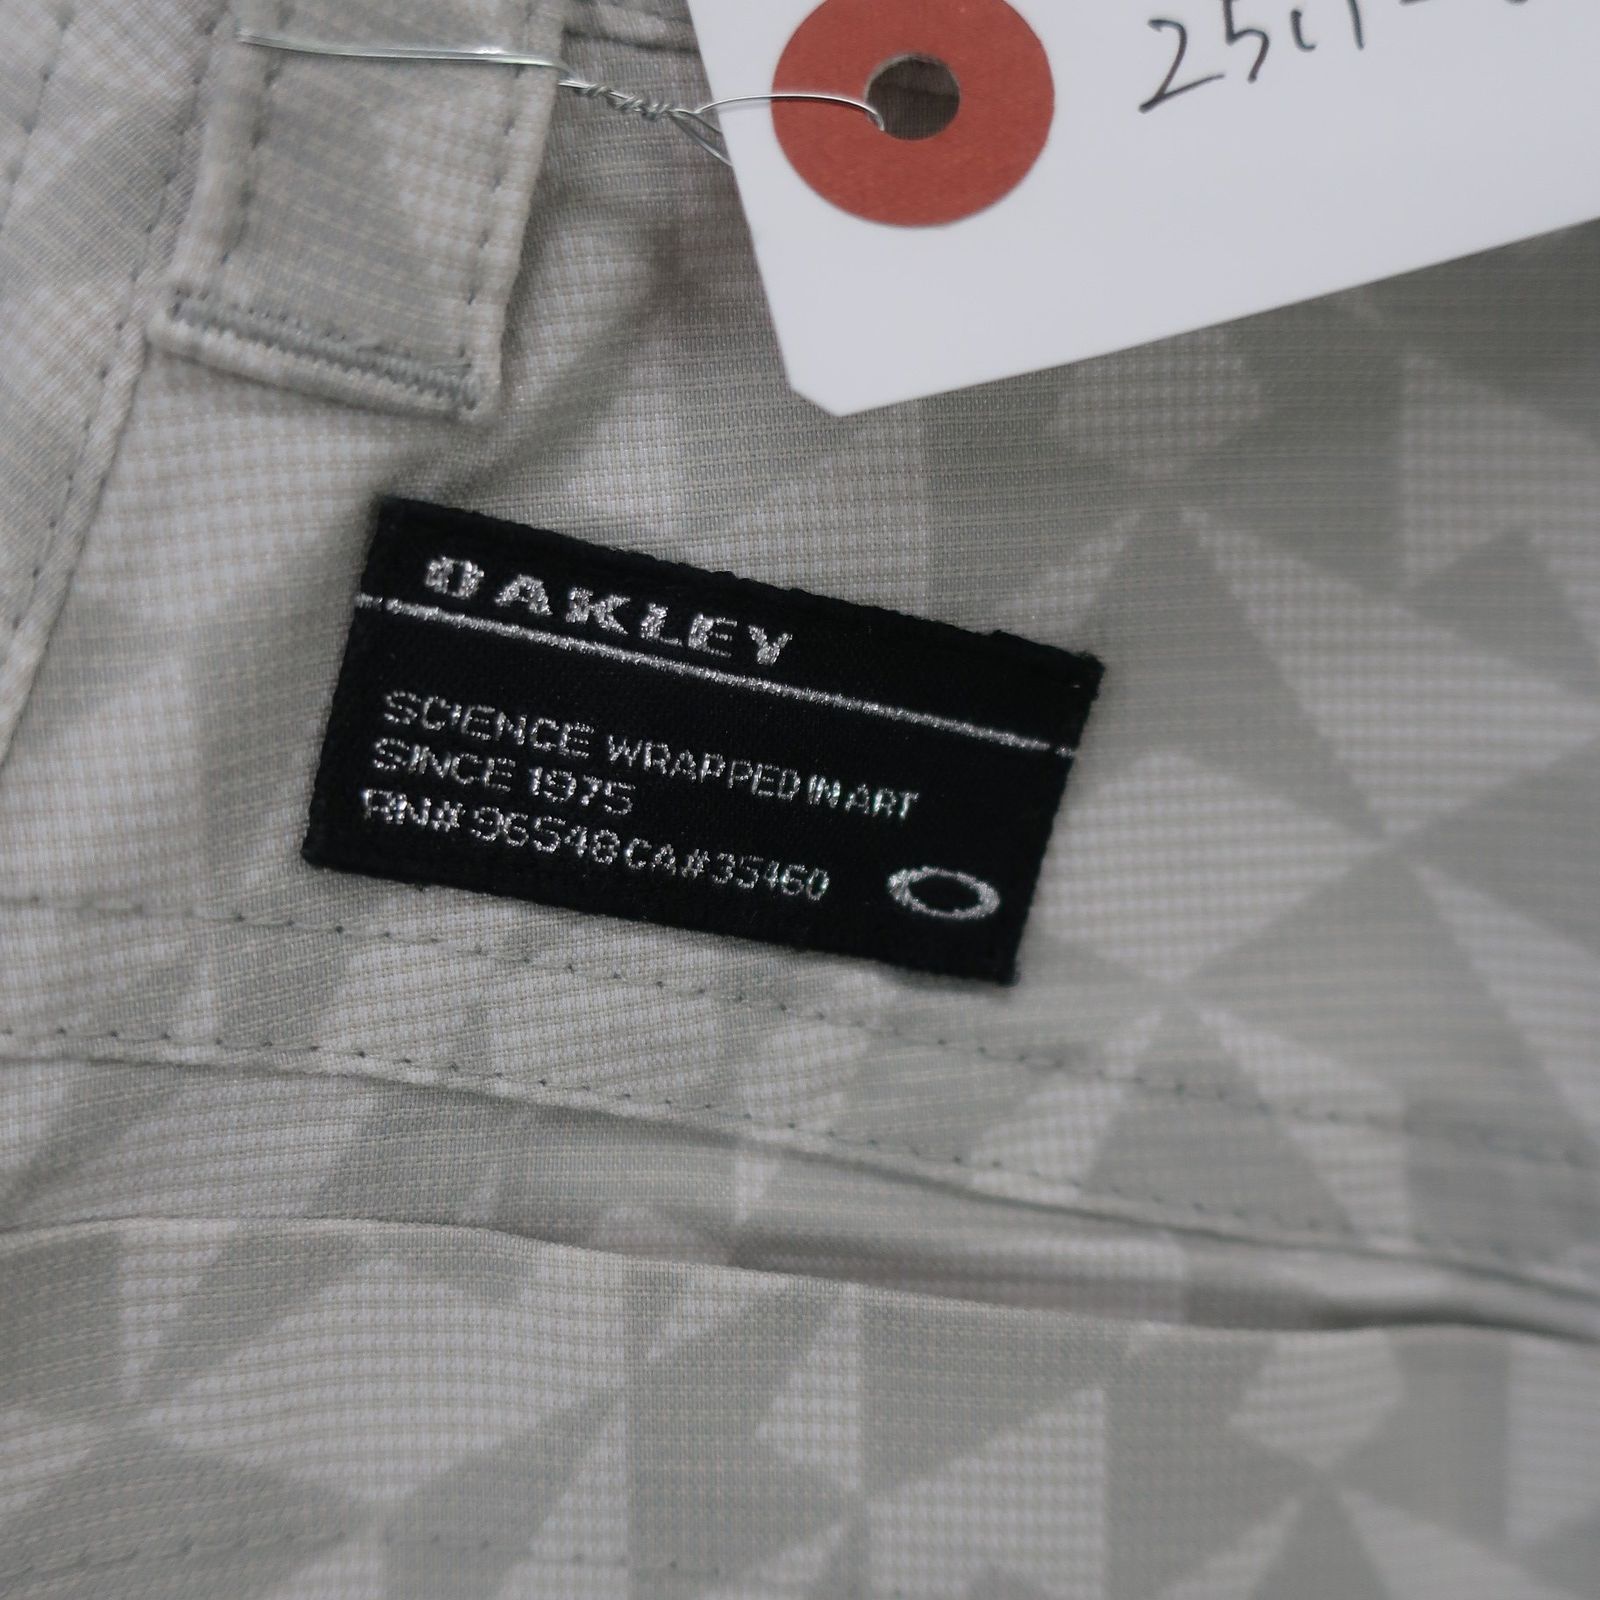 OAKLEY
SCIENCE WRAPPED IN ART
SINCE 1975
RN# 96548 CA# 35460